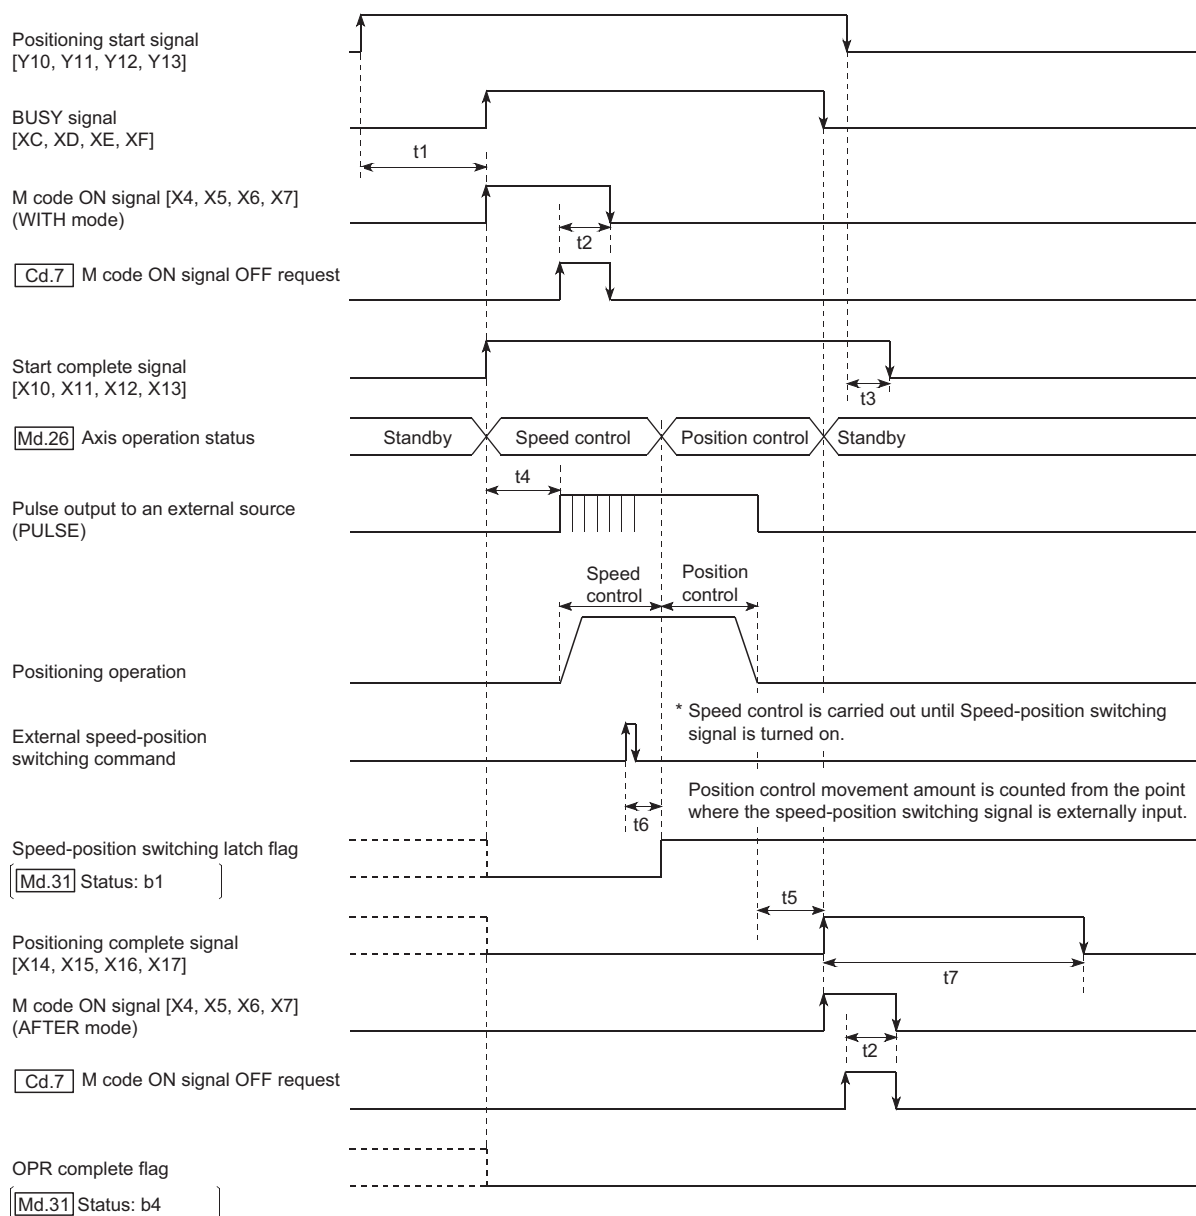 Positioning start signal
[Y10, Y11, Y12, Y13]
BUSY signal
[XC, XD, XE, XF]
t1
M code ON signal [X4, X5, X6, X7]
(WITH mode)
t2
Cd.7 M code ON signal OFF request
Start complete signal
[X10, X11, X12, X13]
t3
Md.26 Axis operation status
Standby
Speed control
Position control
Standby
t4
Pulse output to an external source
(PULSE)
Speed
control
Position
control
Positioning operation
* Speed control is carried out until Speed-position switching
signal is turned on.
External speed-position
switching command
Position control movement amount is counted from the point
where the speed-position switching signal is externally input.
t6
Speed-position switching latch flag
Md.31 Status: b1
t5
Positioning complete signal
[X14, X15, X16, X17]
t7
M code ON signal [X4, X5, X6, X7]
(AFTER mode)
t2
Cd.7 M code ON signal OFF request
OPR complete flag
Md.31 Status: b4